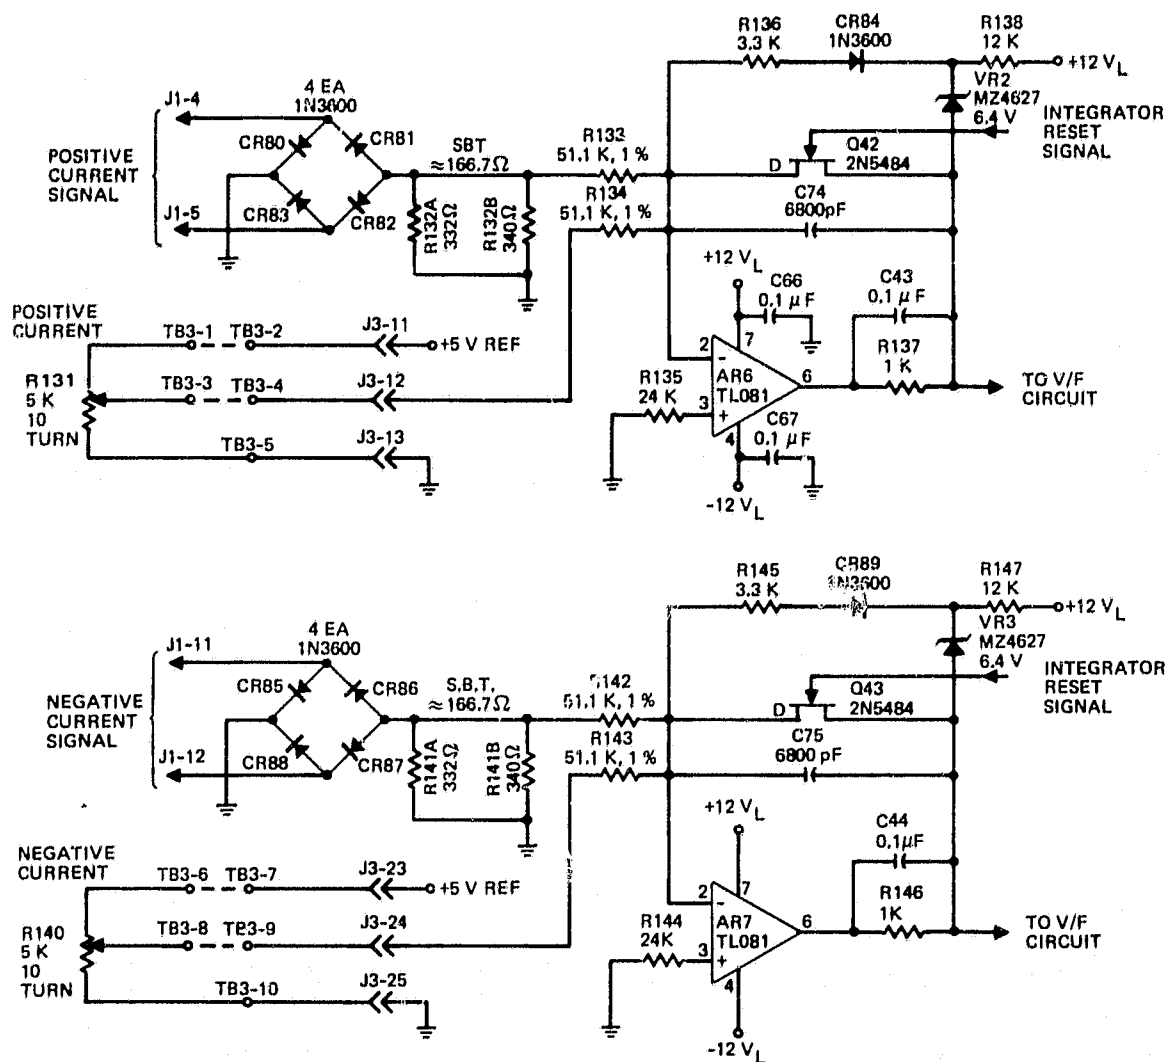 R136
3.3 K
CR84
1N3600
R138
12 K
+12 VL
VR2
MZ4627
6.4 V
INTEGRATOR
RESET
SIGNAL
4 EA
1N3600
J1-4
CR80
CR81
POSITIVE
CURRENT
SIGNAL
SBT
≈166.7Ω
R133
51.1 K, 1 %
D
Q42
2N5484
CR83
CR82
R132A
332Ω
R132B
340Ω
R134
51.1 K, 1 %
C74
6800pF
J1-5
+12 VL
C66
0.1 μF
C43
0.1 μF
POSITIVE
CURRENT
TB3-1
TB3-2
J3-11
+5 V REF
2
-
7
R137
1 K
R131
5 K
10
TURN
TB3-3
TB3-4
J3-12
R135
24 K
3
+
AR6
TL081
6
TO V/F
CIRCUIT
4
C67
0.1 μF
TB3-5
J3-13
-12 VL
R145
3.3 K
CR89
1N3600
R147
12 K
+12 VL
VR3
MZ4627
6.4 V
INTEGRATOR
RESET
SIGNAL
4 EA
1N3600
J1-11
CR85
CR86
NEGATIVE
CURRENT
SIGNAL
S.B.T.
≈166.7Ω
R142
51.1 K, 1 %
D
Q43
2N5484
CR88
CR87
R141A
332Ω
R141B
340Ω
R143
51.1 K, 1 %
C75
6800 pF
J1-12
+12 VL
C44
0.1μF
NEGATIVE
CURRENT
TB3-6
TB3-7
J3-23
+5 V REF
2
-
7
R146
1K
R140
5 K
10
TURN
TB3-8
TB3-9
J3-24
R144
24K
3
+
AR7
TL081
6
TO V/F
CIRCUIT
4
TB3-10
J3-25
-12 VL